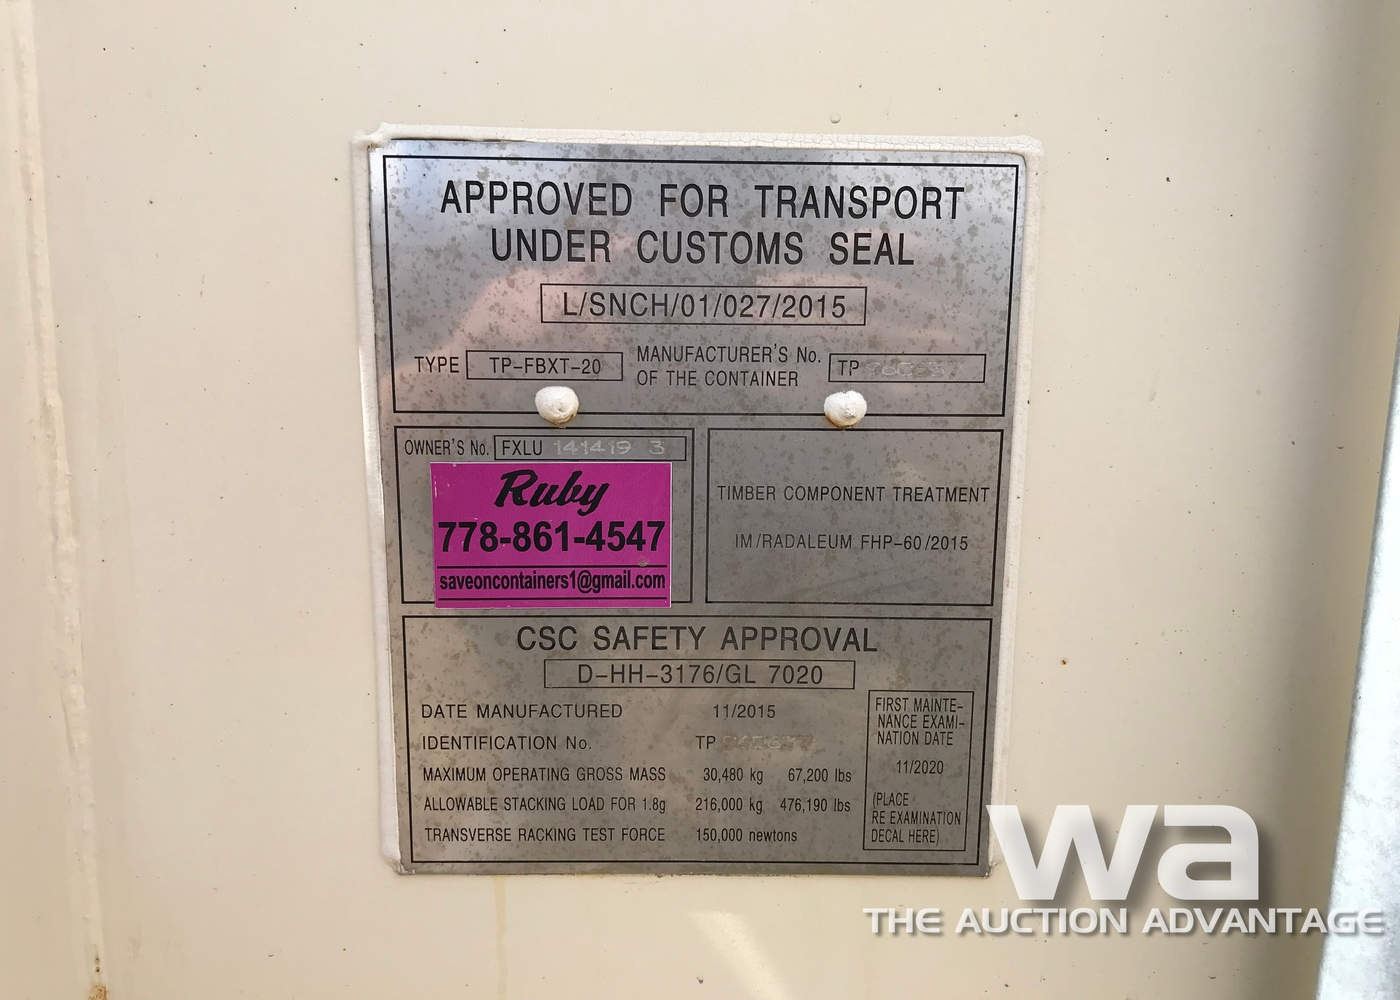 APPROVED FOR TRANSPORT
UNDER CUSTOMS SEAL
L/SNCH/01/027/2015
TYPE TP-FBXT-20
MANUFACTURER'S No.
OF THE CONTAINER
TP
OWNER'S No. FXLU 141419 3
Ruby
778-861-4547
saveoncontainers1@gmail.com
TIMBER COMPONENT TREATMENT
IM/RADALEUM FHP-60/2015
CSC SAFETY APPROVAL
D-HH-3176/GL 7020
DATE MANUFACTURED 11/2015
IDENTIFICATION No. TP
MAXIMUM OPERATING GROSS MASS 30,480 kg 67,200 lbs
ALLOWABLE STACKING LOAD FOR 1.8g 216,000 kg 476,190 lbs
TRANSVERSE RACKING TEST FORCE 150,000 newtons
FIRST MAINTE-
NANCE EXAMI-
NATION DATE
11/2020
(PLACE
RE EXAMINATION
DECAL HERE)
wa
THE AUCTION ADVANTAGE